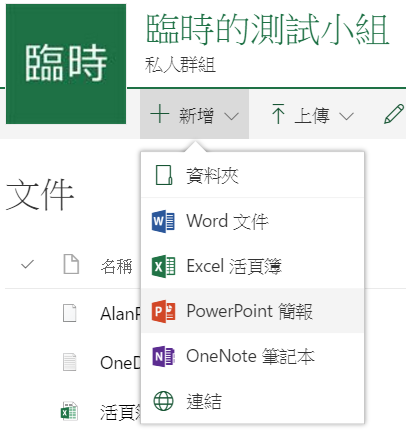 臨時
臨時的測試小組
私人群組
新增
上傳
文件
名稱
資料夾
Word 文件
Excel 活頁簿
PowerPoint 簡報
OneNote 筆記本
連結
AlanP
OneD
活頁